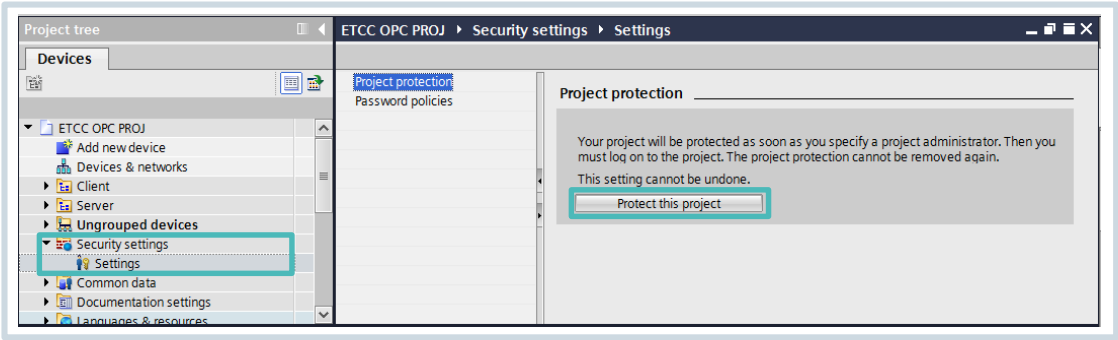 Project tree
Devices
ETCC OPC PROJ
Add new device
Devices & networks
Client
Server
Ungrouped devices
Security settings
Settings
Common data
Documentation settings
Languages & resources
ETCC OPC PROJ Security settings Settings
Project protection
Password policies
Project protection
Your project will be protected as soon as you specify a project administrator. Then you
must log on to the project. The project protection cannot be removed again.
This setting cannot be undone.
Protect this project